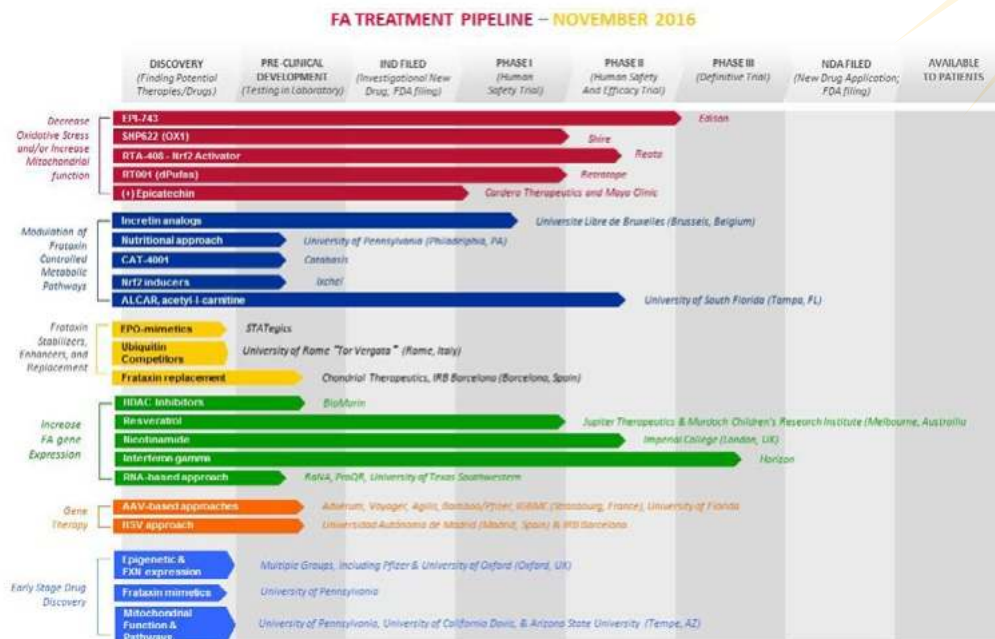 FA TREATMENT PIPELINE – NOVEMBER 2016
DISCOVERY
(Finding Potential
Therapies/Drugs)
PRE-CLINICAL
DEVELOPMENT
(Testing in Laboratory)
IND FILED
(Investigational New
Drug, FDA filing)
PHASE I
(Human
Safety Trial)
PHASE II
(Human Safety
And Efficacy Trial)
PHASE III
(Definitive Trial)
NDA FILED
(New Drug Application;
FDA filing)
AVAILABLE
TO PATIENTS
Decrease
Oxidative Stress
and/or Increase
Mitochondrial
function
EPI-743
Edison
SHP622 (OX1)
Shire
RTA-408 - Nrf2 Activator
Reata
RT001 (dPufas)
Retrotope
(+) Epicatechin
Cardero Therapeutics and Mayo Clinic
Modulation of
Frataxin
Controlled
Metabolic
Pathways
Incretin analogs
Universite Libre de Bruxelles (Brussels, Belgium)
Nutritional approach
University of Pennsylvania (Philadelphia, PA)
CAT-4001
Catabasis
Nrf2 inducers
Ixchel
ALCAR, acetyl-l-carnitine
University of South Florida (Tampa, FL)
Frataxin
Stabilizers,
Enhancers, and
Replacement
EPO-mimetics
STATegics
Ubiquitin
Competitors
University of Rome "Tor Vergata" (Rome, Italy)
Frataxin replacement
Chondrial Therapeutics, IRB Barcelona (Barcelona, Spain)
Increase
FA gene
Expression
HDAC Inhibitors
BioMarin
Resveratrol
Jupiter Therapeutics & Murdoch Children's Research Institute (Melbourne, Australia
Nicotinamide
Imperial College (London, UK)
Interferon gamma
Horizon
RNA-based approach
RaNA, ProQR, University of Texas Southwestern
Gene
Therapy
AAV-based approaches
Adverum, Voyager, Agilis, Bamboo/Pfizer, IGBMC (Strasbourg, France), University of Florida
HSV approach
Universidad Autónoma de Madrid (Madrid, Spain) & IRB Barcelona
Early Stage Drug
Discovery
Epigenetic &
FXN expression
Multiple Groups, including Pfizer & University of Oxford (Oxford, UK)
Frataxin mimetics
University of Pennsylvania
Mitochondrial
Function &
Pathways
University of Pennsylvania, University of California Davis, & Arizona State University (Tempe, AZ)